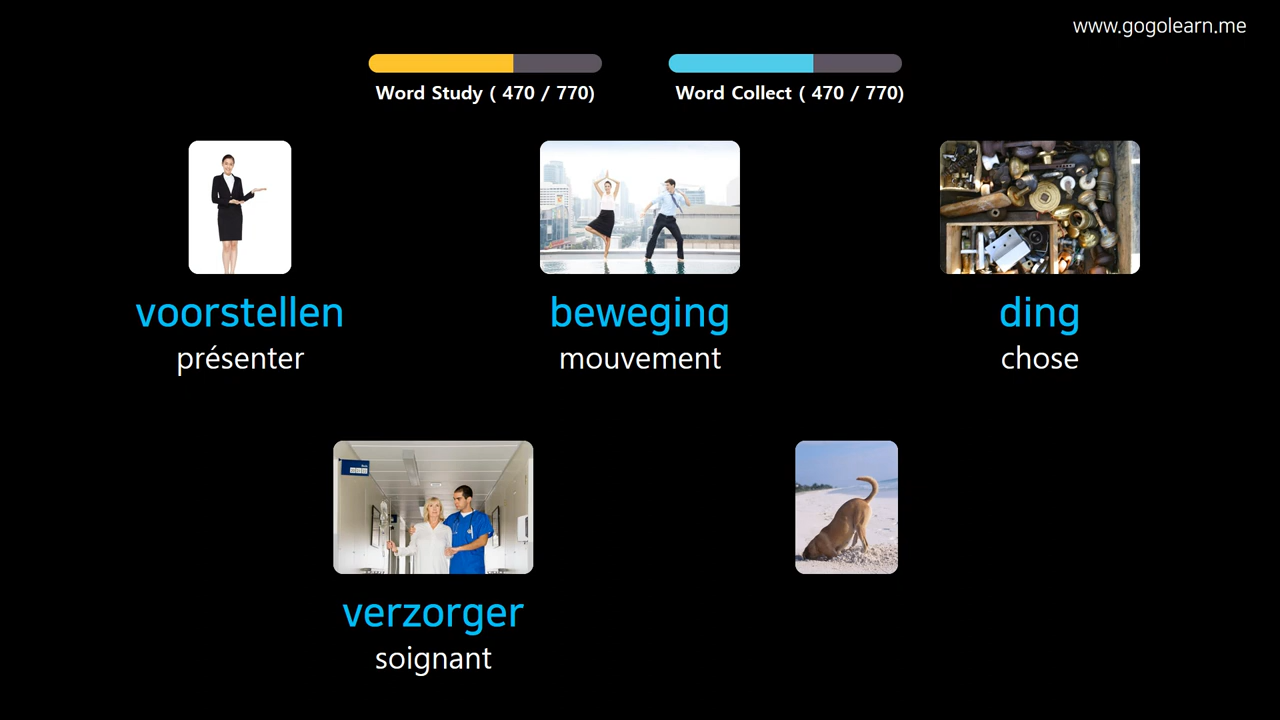 www.gogolearn.me
Word Study ( 470 / 770)
Word Collect ( 470 / 770)
voorstellen
présenter
beweging
mouvement
ding
chose
verzorger
soignant